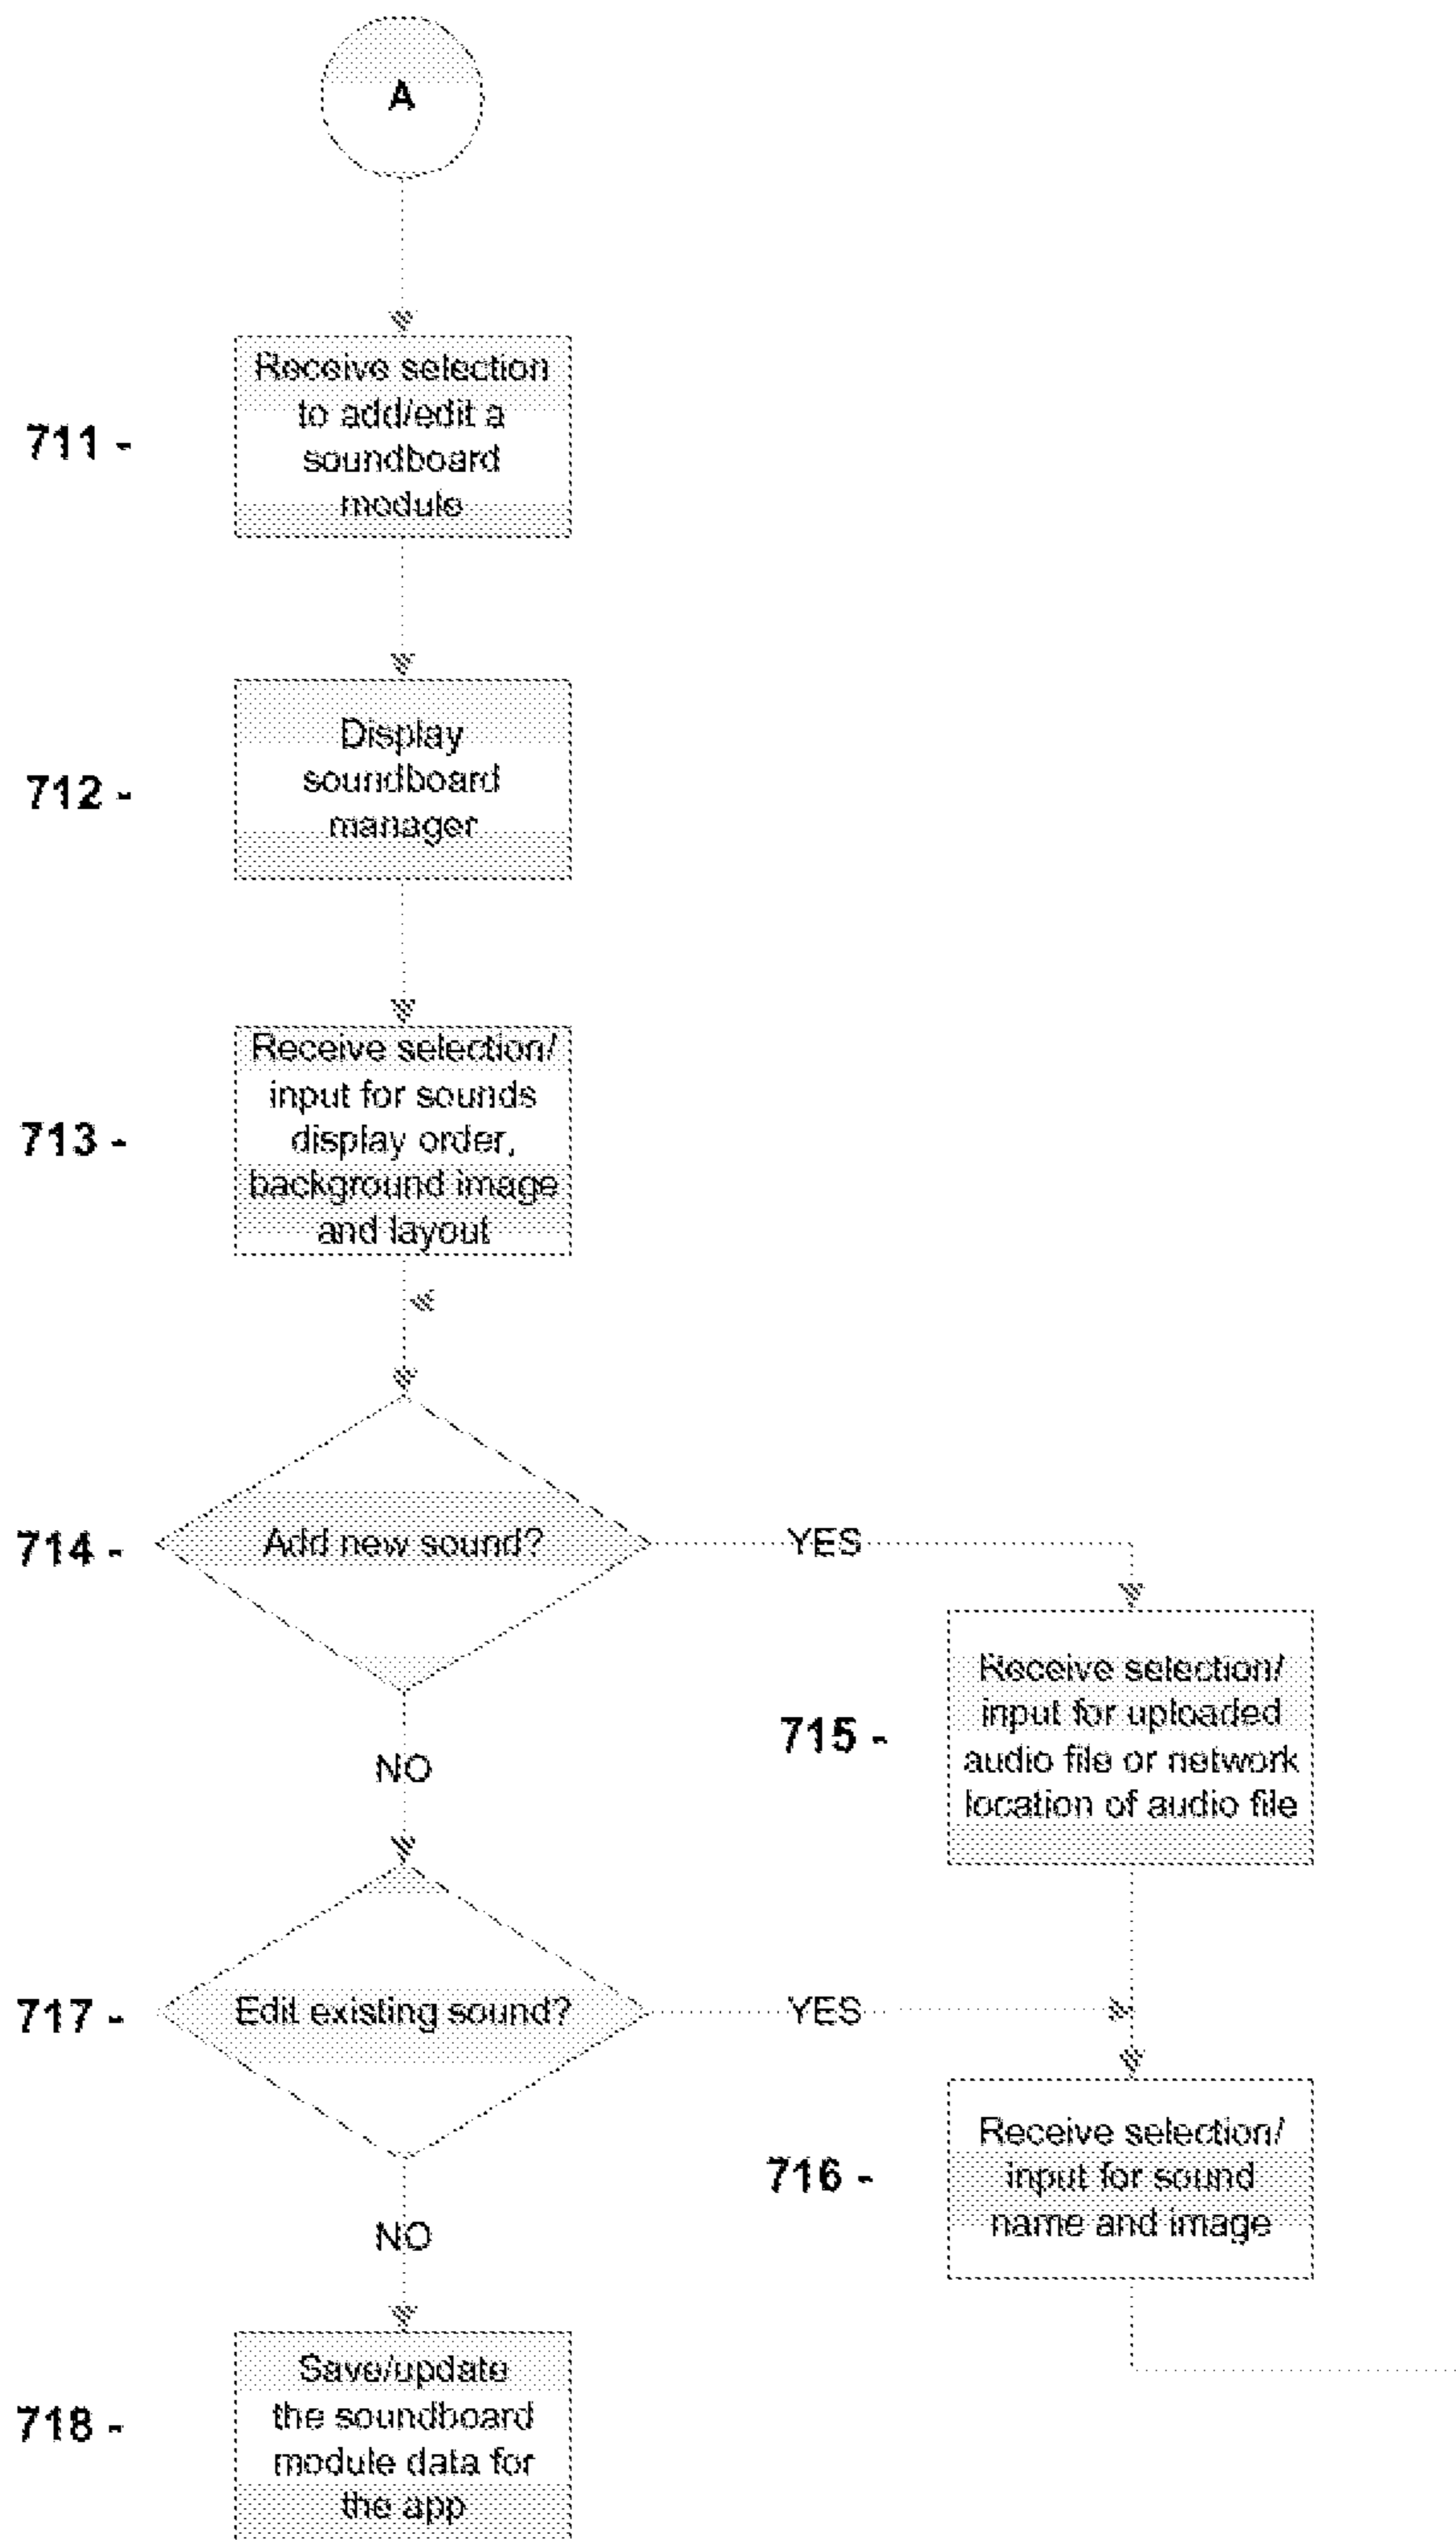 A
711 -
Receive selection
to add/edit a
soundboard
module
712 -
Display
soundboard
manager
713 -
Receive selection/
input for sounds
display order,
background image
and layout
714 -
Add new sound?
YES
715 -
Receive selection/
input for uploaded
audio file or network
location of audio file
NO
717 -
Edit existing sound?
YES
716 -
Receive selection/
input for sound
name and image
NO
718 -
Save/update
the soundboard
module data for
the app